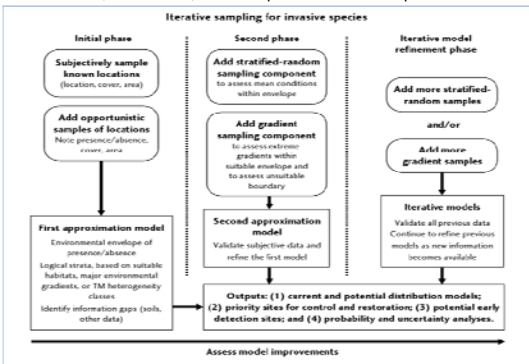 Iterative sampling for invasive species
Initial phase
Subjectively sample
known locations
(location, cover, area)
Add opportunistic
samples of locations
Note presence/absence,
cover, area
First approximation model
Environmental envelope of
presence/absence
Logical strata, based on suitable
habitats, major environmental
gradients, or TM heterogeneity
classes
Identify information gaps (soils,
other data)
Second phase
Add stratified-random
sampling component
to assess mean conditions
within envelope
Add gradient
sampling component
to assess extreme
gradients within
suitable envelope and
to assess unsuitable
boundary
Second approximation
model
Validate subjective data and
refine the first model
Iterative model
refinement phase
Add more stratified-
random samples
and/or
Add more
gradient samples
Iterative models
Validate all previous data
Continue to refine previous
models as new information
becomes available
Outputs: (1) current and potential distribution models;
(2) priority sites for control and restoration; (3) potential early
detection sites; and (4) probability and uncertainty analyses.
Assess model improvements